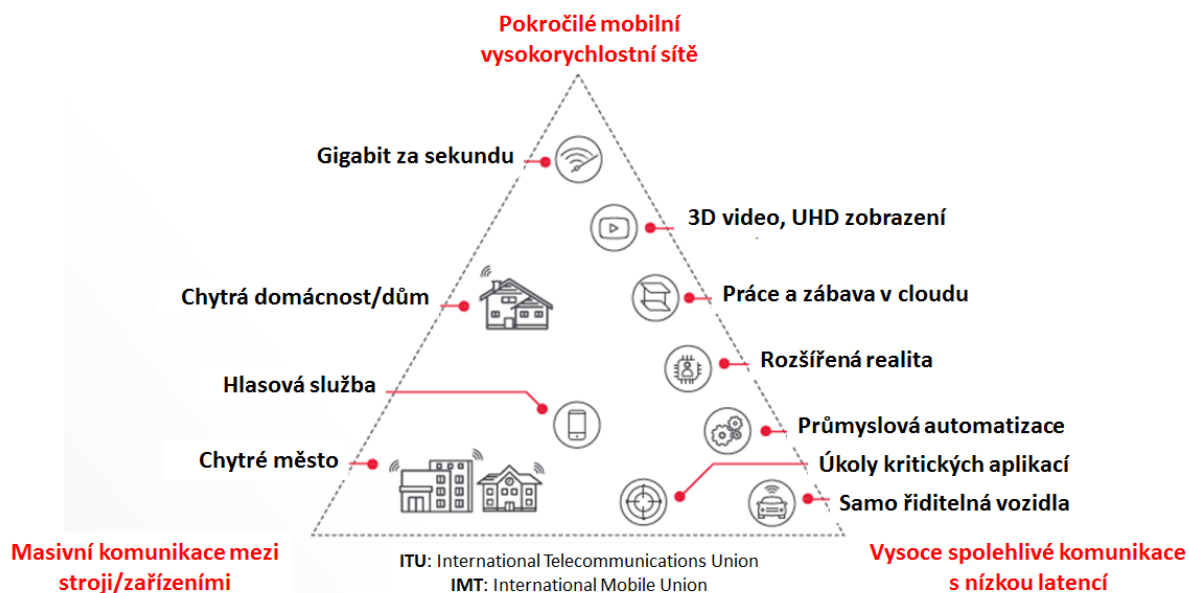 Pokročilé mobilní
vysokorychlostní sítě
Gigabit za sekundu
3D video, UHD zobrazení
Chytrá domácnost/dům
Práce a zábava v cloudu
Rozšířená realita
Hlasová služba
Průmyslová automatizace
Chytré město
Úkoly kritických aplikací
Samo řiditelná vozidla
Masivní komunikace mezi
stroji/zařízeními
ITU: International Telecommunications Union
IMT: International Mobile Union
Vysoce spolehlivé komunikace
s nízkou latencí